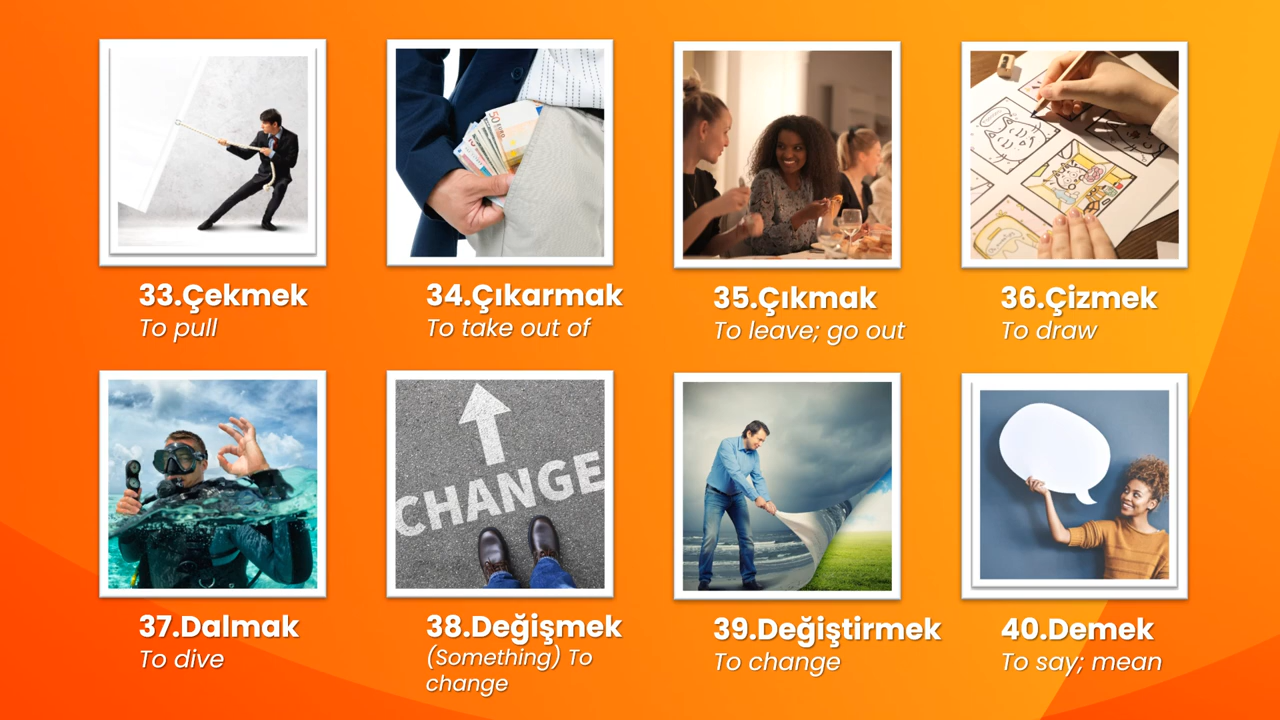 33.Çekmek
To pull
34.Çıkarmak
To take out of
35.Çıkmak
To leave; go out
36.Çizmek
To draw
CHANGE
37.Dalmak
To dive
38.Değişmek
(Something) To
change
39.Değiştirmek
To change
40.Demek
To say; mean